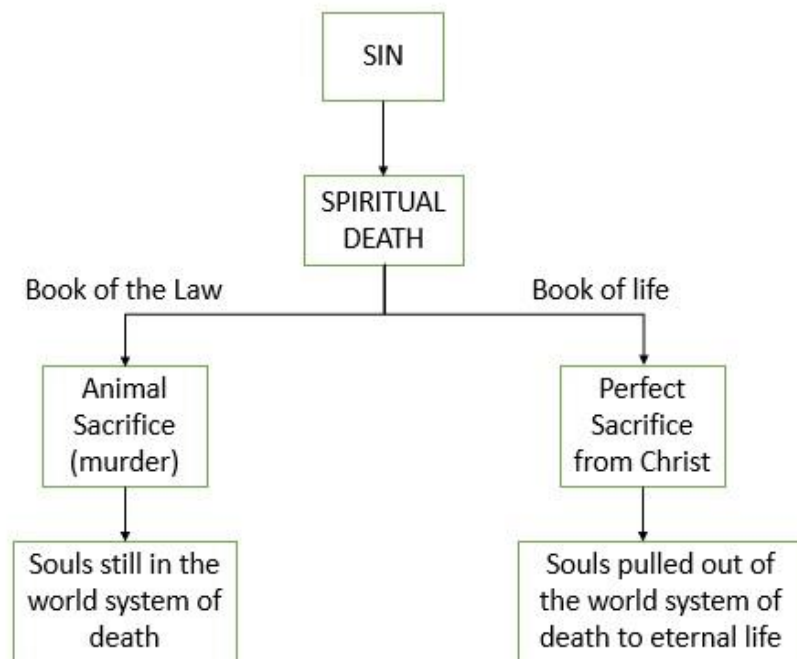 SIN
SPIRITUAL
DEATH
Book of the Law
Book of life
Animal
Sacrifice
(murder)
Perfect
Sacrifice
from Christ
Souls still in the
world system of
death
Souls pulled out of
the world system of
death to eternal life